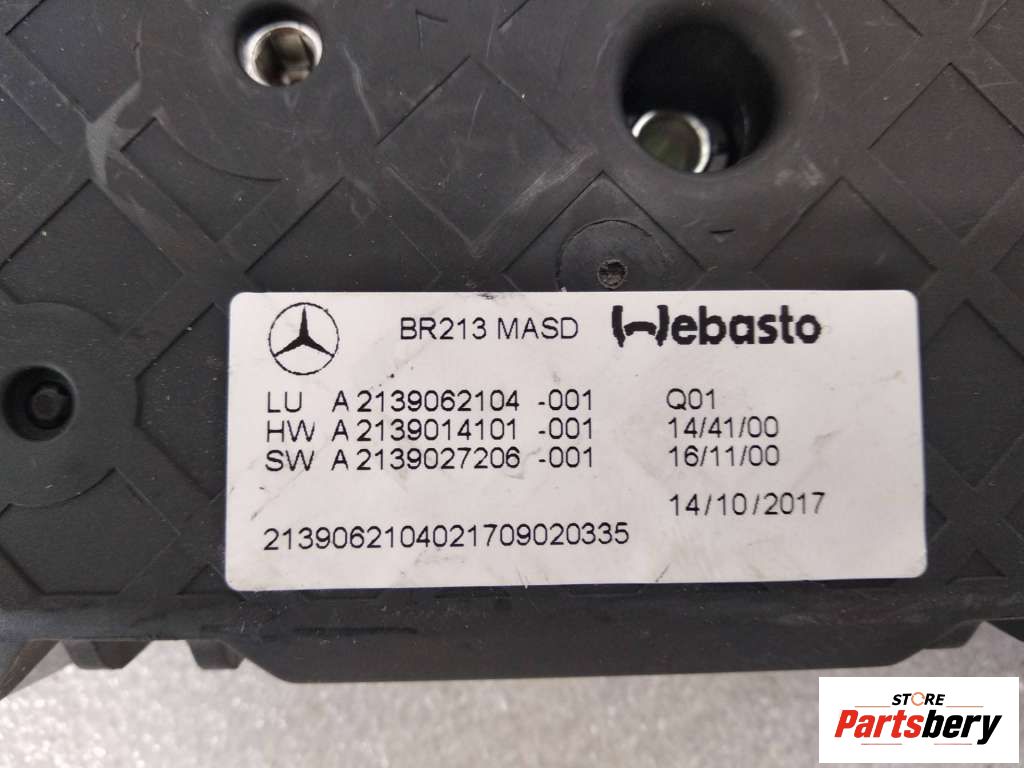 BR213 MASD Webasto
LU A 2139062104 -001 Q01
HW A 2139014101 -001 14/41/00
SW A 2139027206 -001 16/11/00
14/10/2017
2139062104021709020335
STORE
Partsbery